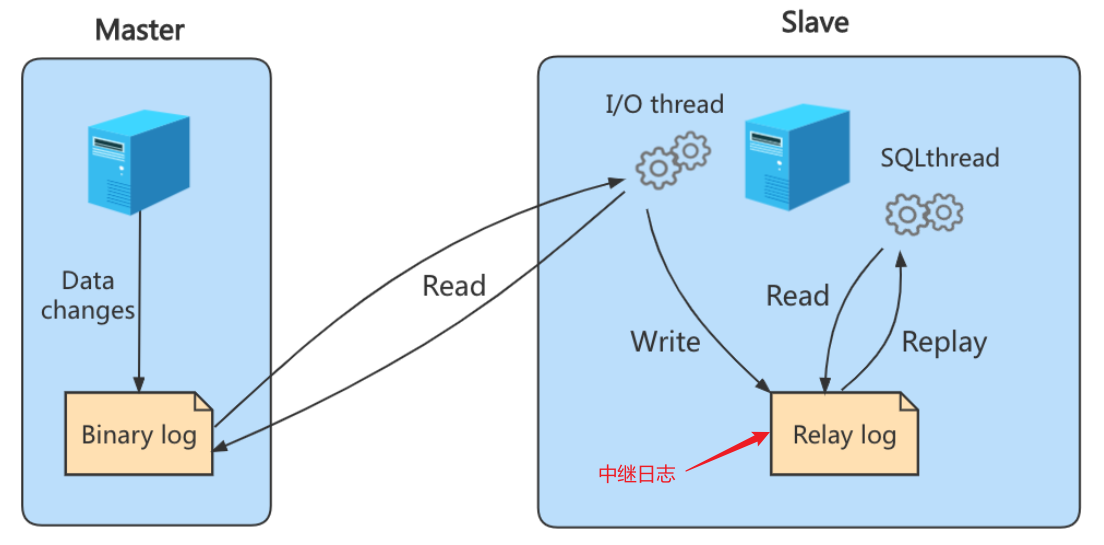 Master
Slave
I/O thread
SQLthread
Data
changes
Read
Read
Write
Replay
Binary log
Relay log
中继日志